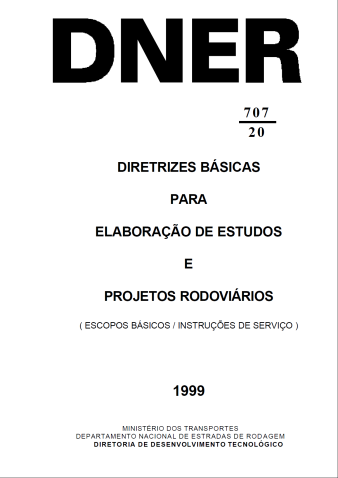 DNER
707
20
DIRETRIZES BÁSICAS
PARA
ELABORAÇÃO DE ESTUDOS
E
PROJETOS RODOVIÁRIOS
( ESCOPOS BÁSICOS / INSTRUÇÕES DE SERVIÇO )
1999
MINISTÉRIO DOS TRANSPORTES
DEPARTAMENTO NACIONAL DE ESTRADAS DE RODAGEM
DIRETORIA DE DESENVOLVIMENTO TECNOLÓGICO